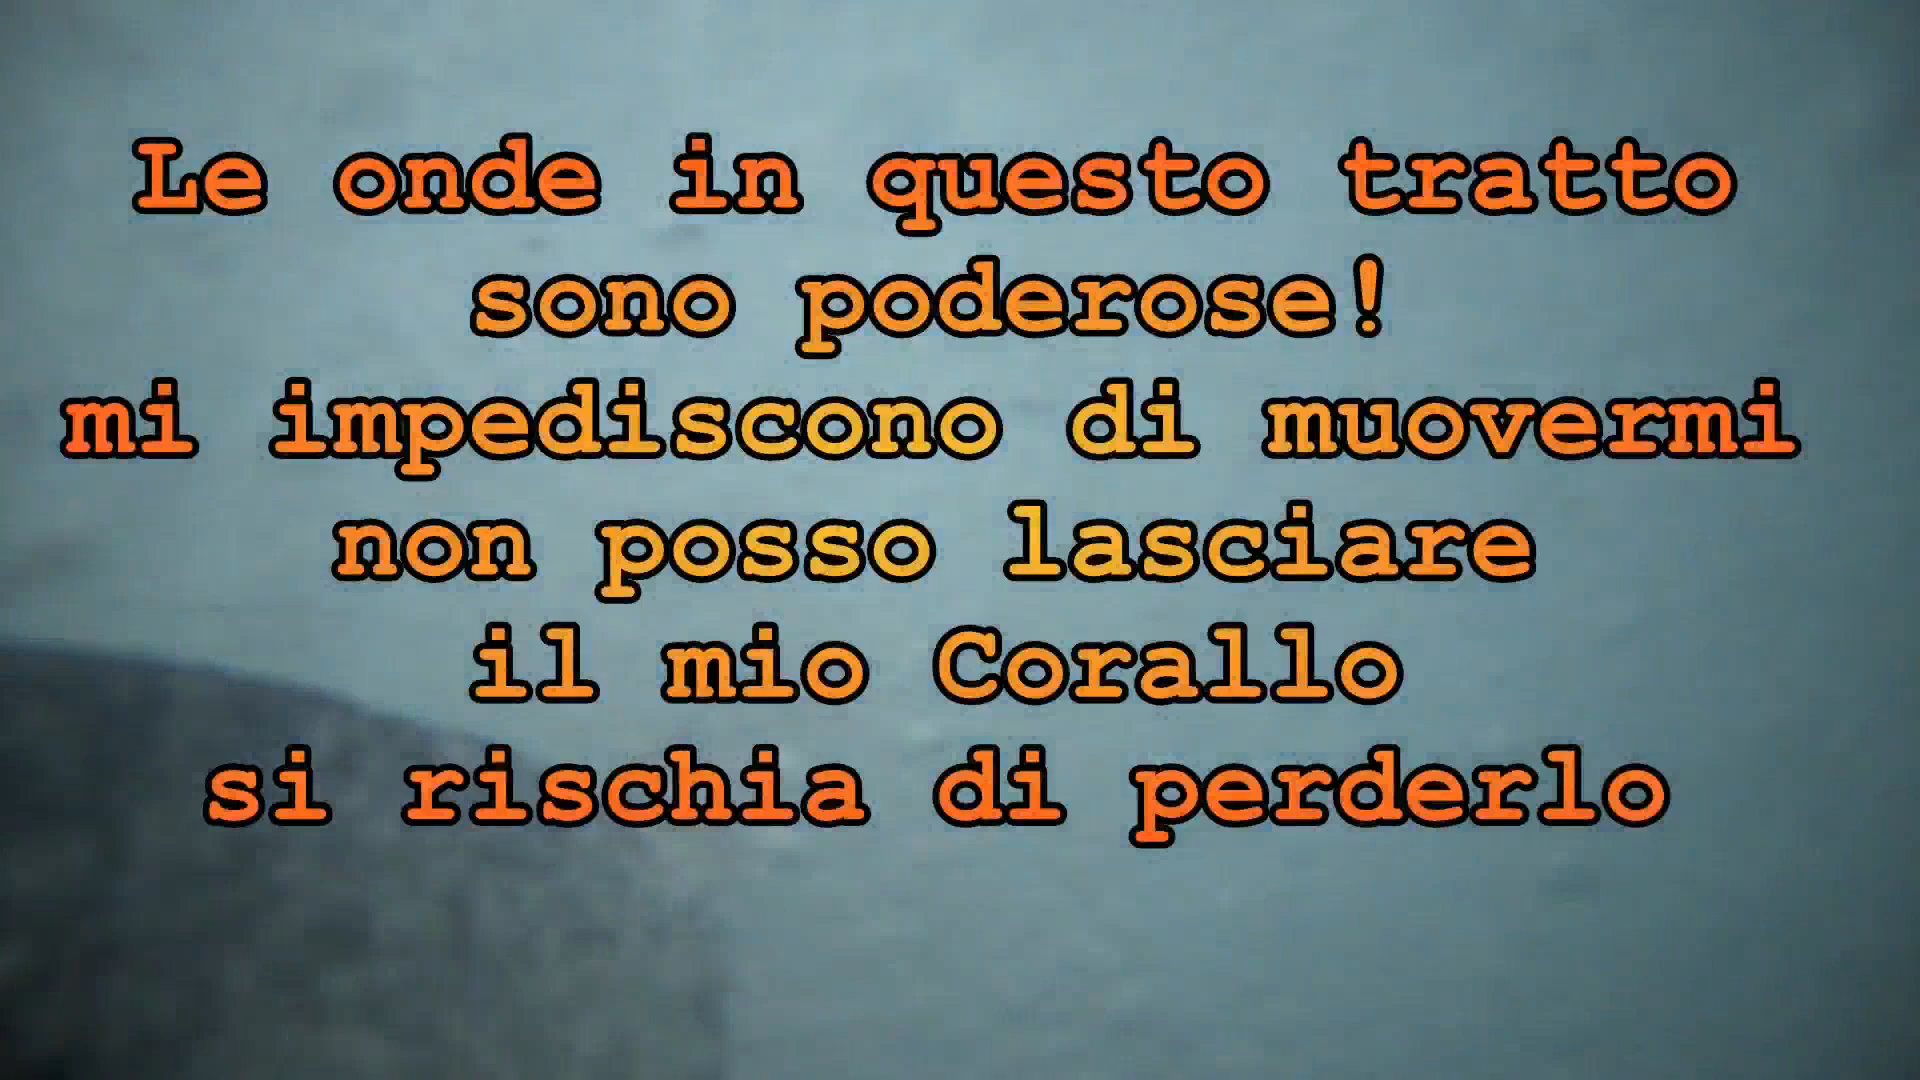 Le onde in questo tratto
sono poderose!
mi impediscono di muovermi
non posso lasciare
il mio Corallo
si rischia di perderlo